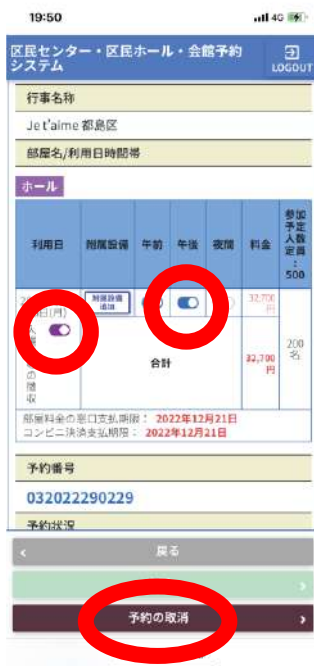 19:50
4G
区民センター・区民ホール・会館予約
システム
LOGOUT
行事名称
Je t'aime 都島区
部屋名/利用日時間帯
ホール
利用日 附属設備 午前 午後 夜間 料金 参加予定人数定員:500
附属設備追加 32,700円
日(月)
の
徴
収
合計 32,700円 200名
部屋料金の窓口支払期限: 2022年12月21日
コンビニ決済支払期限: 2022年12月21日
予約番号
032022290229
予約状況
戻る
予約の取消